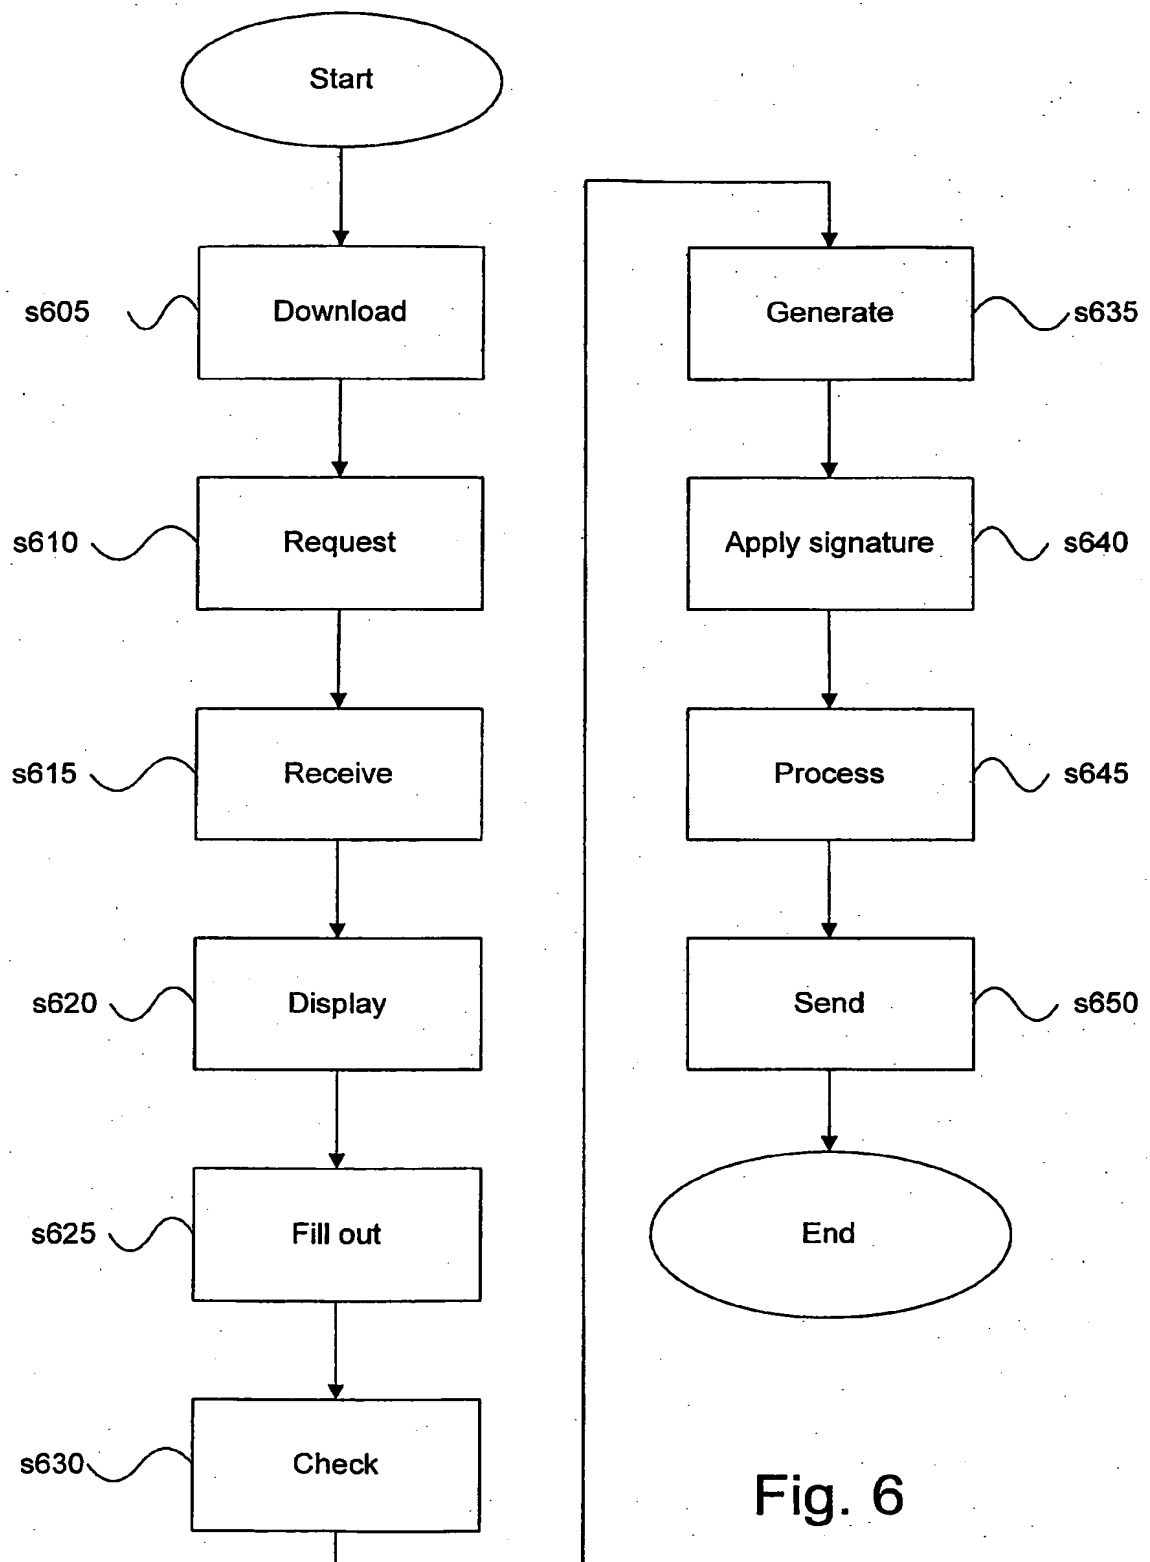 Start
s605
Download
s610
Request
s615
Receive
s620
Display
s625
Fill out
s630
Check
Generate
s635
Apply signature
s640
Process
s645
Send
s650
End
Fig. 6